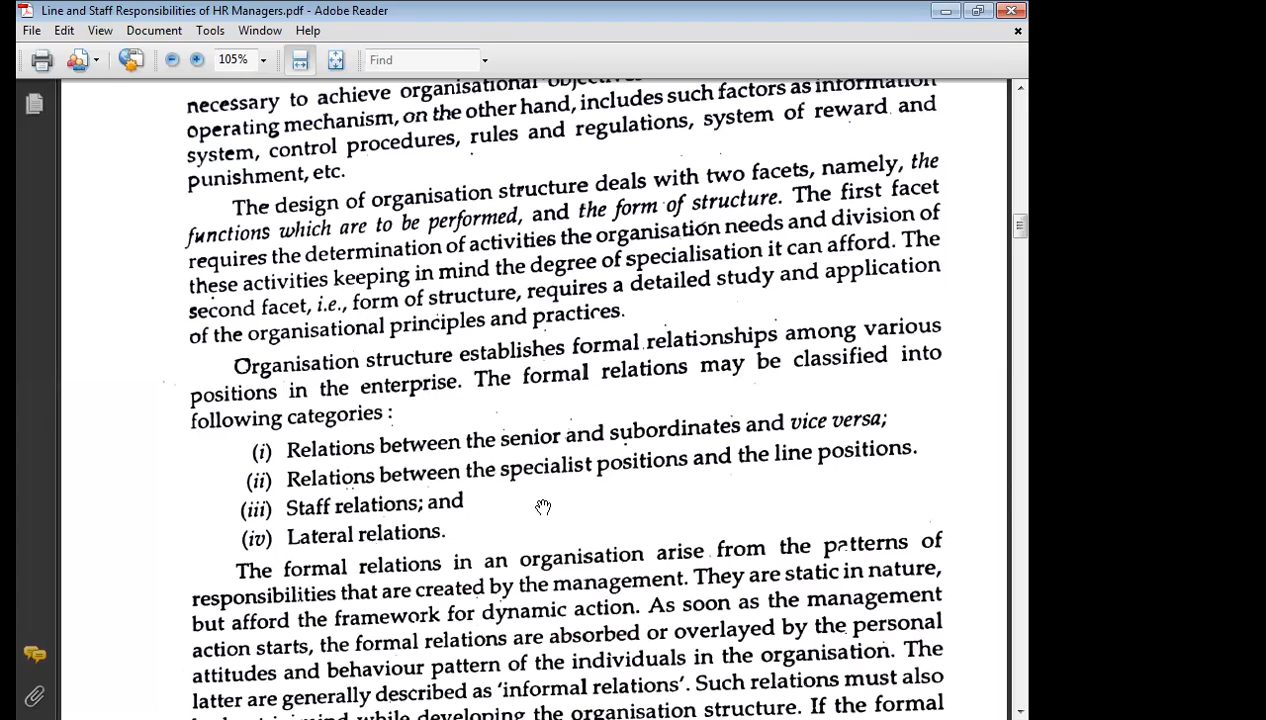 Line and Staff Responsibilities of HR Managers.pdf - Adobe Reader
File Edit View Document Tools Window Help
105% Find
necessary to achieve organisational objectives
operating mechanism, on the other hand, includes such factors as information
system, control procedures, rules and regulations, system of reward and
punishment, etc.
The design of organisation structure deals with two facets, namely, the
functions which are to be performed, and the form of structure. The first facet
requires the determination of activities the organisation needs and division of
these activities keeping in mind the degree of specialisation it can afford. The
second facet, i.e., form of structure, requires a detailed study and application
of the organisational principles and practices.
Organisation structure establishes formal relationships among various
positions in the enterprise. The formal relations may be classified into
following categories :
(i) Relations between the senior and subordinates and vice versa;
(ii) Relations between the specialist positions and the line positions.
(iii) Staff relations; and
(iv) Lateral relations.
The formal relations in an organisation arise from the patterns of
responsibilities that are created by the management. They are static in nature,
but afford the framework for dynamic action. As soon as the management
action starts, the formal relations are absorbed or overlayed by the personal
attitudes and behaviour pattern of the individuals in the organisation. The
latter are generally described as 'informal relations'. Such relations must also
in mind while developing the organisation structure. If the formal